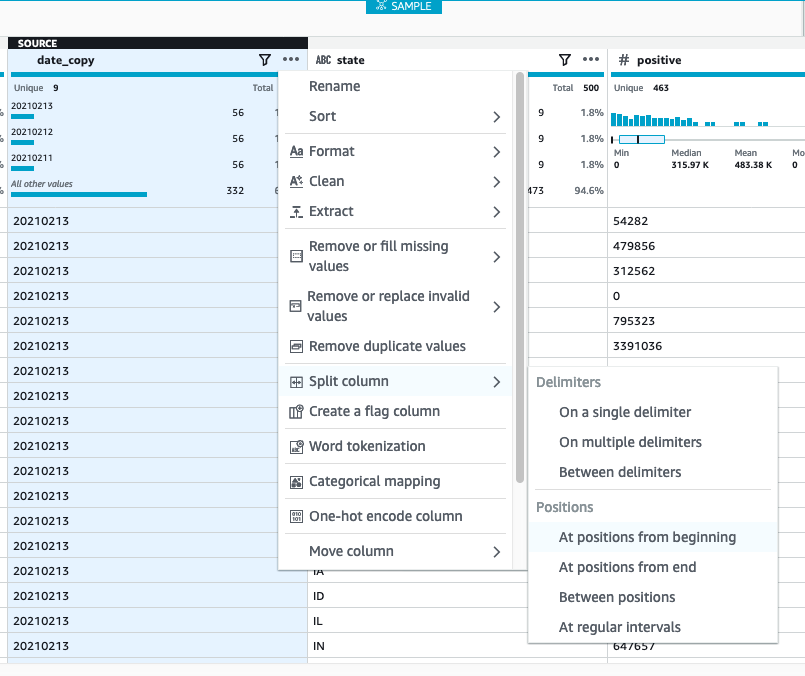 SAMPLE
SOURCE
date_copy
ABC state
# positive
Unique 9
Total
Total 500
Unique 463
20210213
56
9
1.8%
20210212
56
9
1.8%
20210211
56
9
1.8%
All other values
332
473
94.6%
Min
Median
Mean
0
315.97 K
483.38 K
0
20210213
54282
20210213
479856
20210213
312562
20210213
0
20210213
795323
20210213
3391036
20210213
20210213
20210213
20210213
20210213
20210213
20210213
20210213
20210213
IA
20210213
ID
20210213
IL
20210213
IN
647657
Rename
Sort
Aa Format
Clean
Extract
Remove or fill missing
values
Remove or replace invalid
values
Remove duplicate values
Split column
Create a flag column
Word tokenization
Categorical mapping
One-hot encode column
Move column
Delimiters
On a single delimiter
On multiple delimiters
Between delimiters
Positions
At positions from beginning
At positions from end
Between positions
At regular intervals